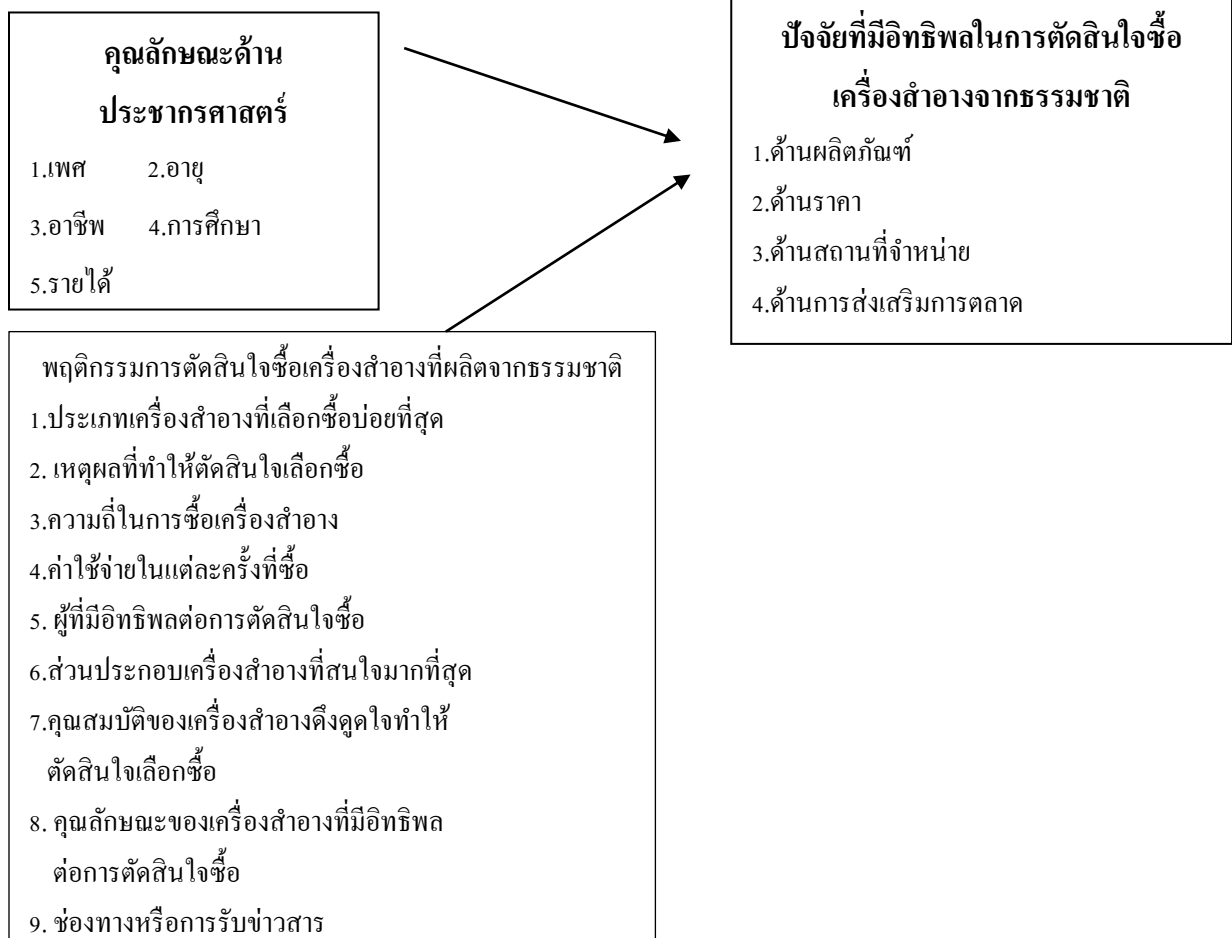 คุณลักษณะด้าน
ประชากรศาสตร์
1.เพศ 2.อายุ
3.อาชีพ 4.การศึกษา
5.รายได้
ปัจจัยที่มีอิทธิพลในการตัดสินใจซื้อ
เครื่องสำอางจากธรรมชาติ
1.ด้านผลิตภัณฑ์
2.ด้านราคา
3.ด้านสถานที่จำหน่าย
4.ด้านการส่งเสริมการตลาด
พฤติกรรมการตัดสินใจซื้อเครื่องสำอางที่ผลิตจากธรรมชาติ
1.ประเภทเครื่องสำอางที่เลือกซื้อบ่อยที่สุด
2. เหตุผลที่ทำให้ตัดสินใจเลือกซื้อ
3.ความถี่ในการซื้อเครื่องสำอาง
4.ค่าใช้จ่ายในแต่ละครั้งที่ซื้อ
5. ผู้ที่มีอิทธิพลต่อการตัดสินใจซื้อ
6.ส่วนประกอบเครื่องสำอางที่สนใจมากที่สุด
7.คุณสมบัติของเครื่องสำอางดึงดูดใจทำให้
ตัดสินใจเลือกซื้อ
8. คุณลักษณะของเครื่องสำอางที่มีอิทธิพล
ต่อการตัดสินใจซื้อ
9. ช่องทางหรือการรับข่าวสาร